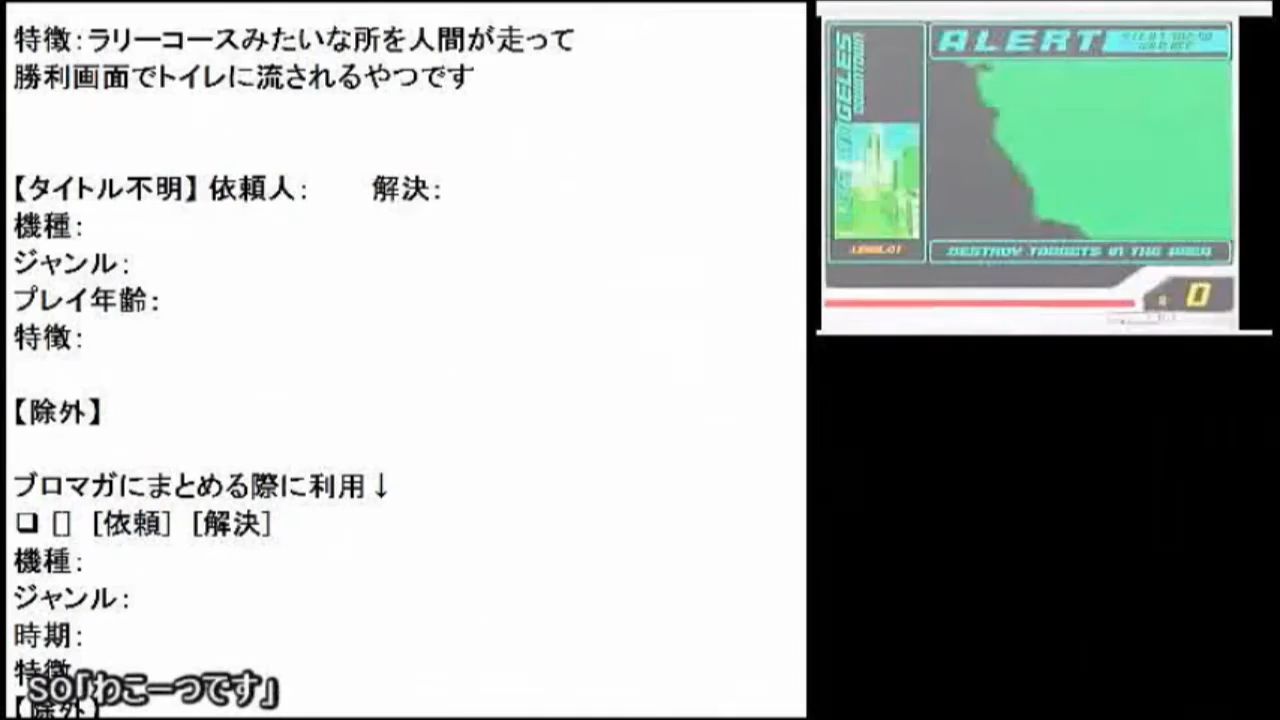 特徴：ラリーコースみたいな所を人間が走って
勝利画面でトイレに流されるやつです
【タイトル不明】 依頼人： 解決：
機種：
ジャンル：
プレイ年齢：
特徴：
【除外】
ブロマガにまとめる際に利用↓
❑ [] [依頼] [解決]
機種：
ジャンル：
時期：
特徴
【除外】
SO「わこーつです」
ALERT
GELES
DOWNTOWN
LEVEL.01
DESTROY TARGETS IN THE AREA
0